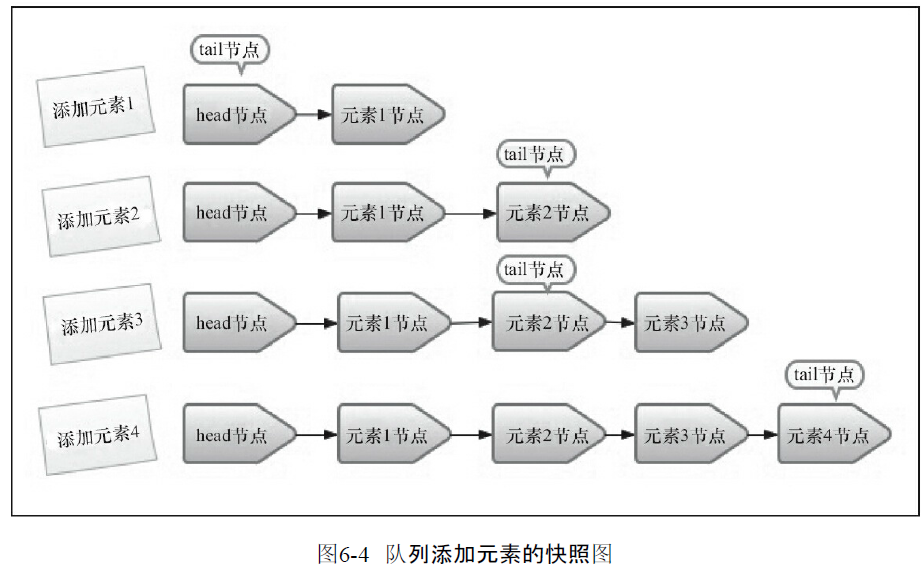 tail节点
添加元素1
head节点
元素1节点
tail节点
添加元素2
head节点
元素1节点
元素2节点
tail节点
添加元素3
head节点
元素1节点
元素2节点
元素3节点
tail节点
添加元素4
head节点
元素1节点
元素2节点
元素3节点
元素4节点
图6-4 队列添加元素的快照图